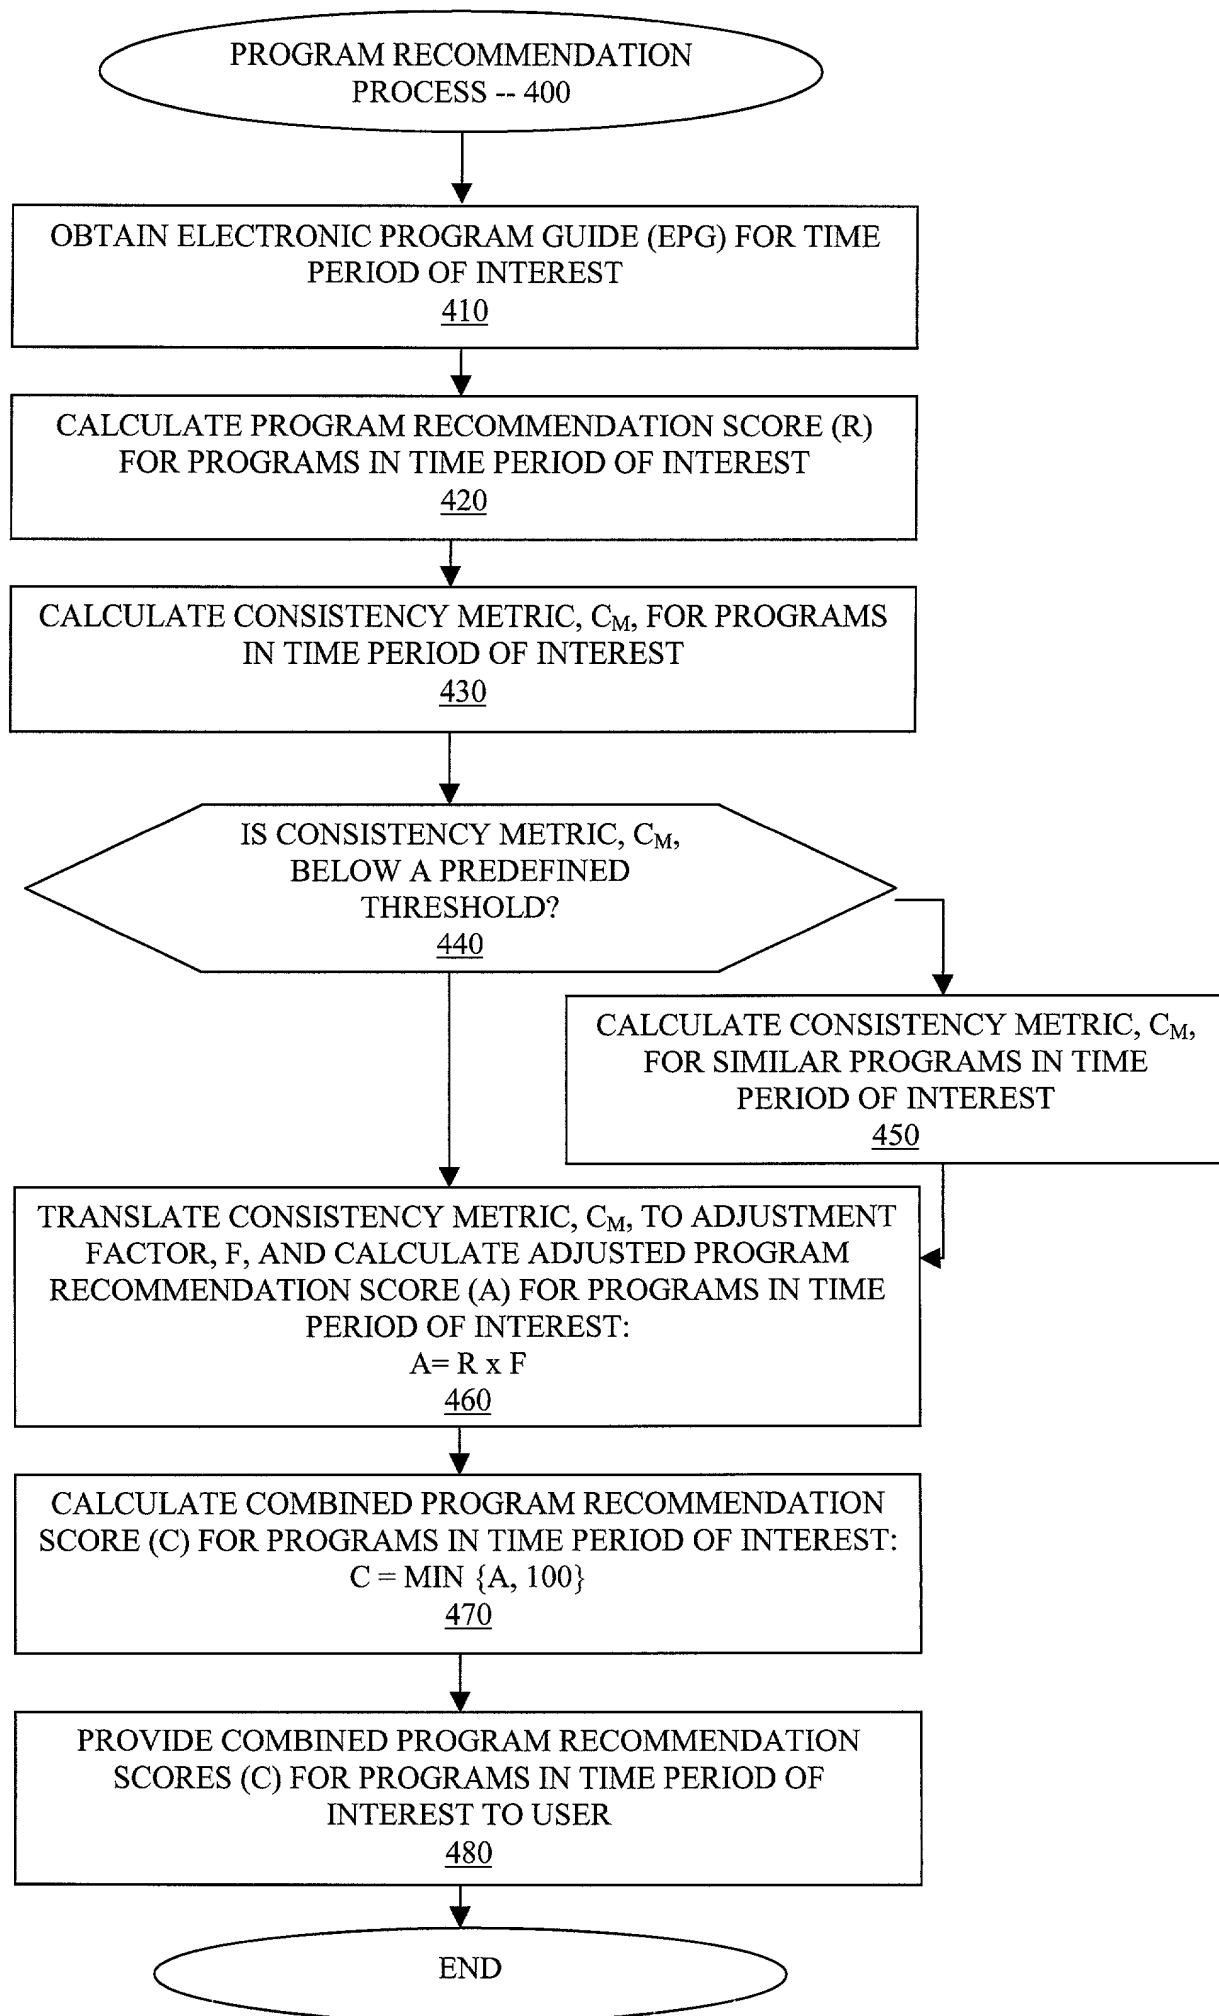 PROGRAM RECOMMENDATION
PROCESS -- 400
OBTAIN ELECTRONIC PROGRAM GUIDE (EPG) FOR TIME
PERIOD OF INTEREST
410
CALCULATE PROGRAM RECOMMENDATION SCORE (R)
FOR PROGRAMS IN TIME PERIOD OF INTEREST
420
CALCULATE CONSISTENCY METRIC, CM, FOR PROGRAMS
IN TIME PERIOD OF INTEREST
430
IS CONSISTENCY METRIC, CM,
BELOW A PREDEFINED
THRESHOLD?
440
CALCULATE CONSISTENCY METRIC, CM,
FOR SIMILAR PROGRAMS IN TIME
PERIOD OF INTEREST
450
TRANSLATE CONSISTENCY METRIC, CM, TO ADJUSTMENT
FACTOR, F, AND CALCULATE ADJUSTED PROGRAM
RECOMMENDATION SCORE (A) FOR PROGRAMS IN TIME
PERIOD OF INTEREST:
A= R x F
460
CALCULATE COMBINED PROGRAM RECOMMENDATION
SCORE (C) FOR PROGRAMS IN TIME PERIOD OF INTEREST:
C = MIN {A, 100}
470
PROVIDE COMBINED PROGRAM RECOMMENDATION
SCORES (C) FOR PROGRAMS IN TIME PERIOD OF
INTEREST TO USER
480
END